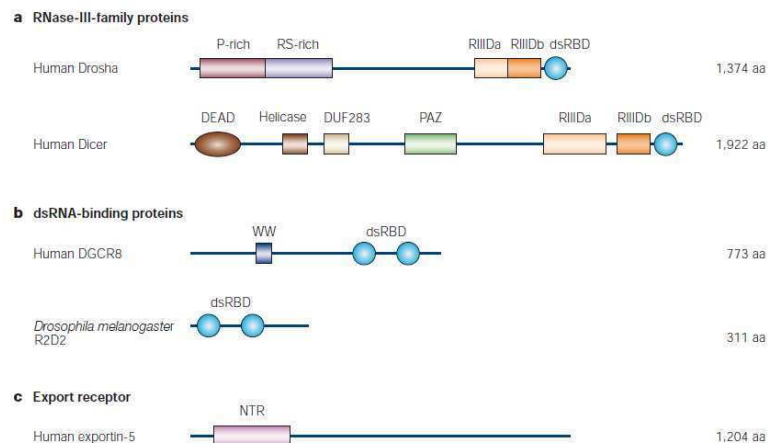 a RNase-III-family proteins
P-rich RS-rich RIIIDa RIIIDb dsRBD
Human Drosha 1,374 aa
DEAD Helicase DUF283 PAZ RIIIDa RIIIDb dsRBD
Human Dicer 1,922 aa
b dsRNA-binding proteins
WW dsRBD
Human DGCR8 773 aa
dsRBD
Drosophila melanogaster
R2D2 311 aa
c Export receptor
NTR
Human exportin-5 1,204 aa